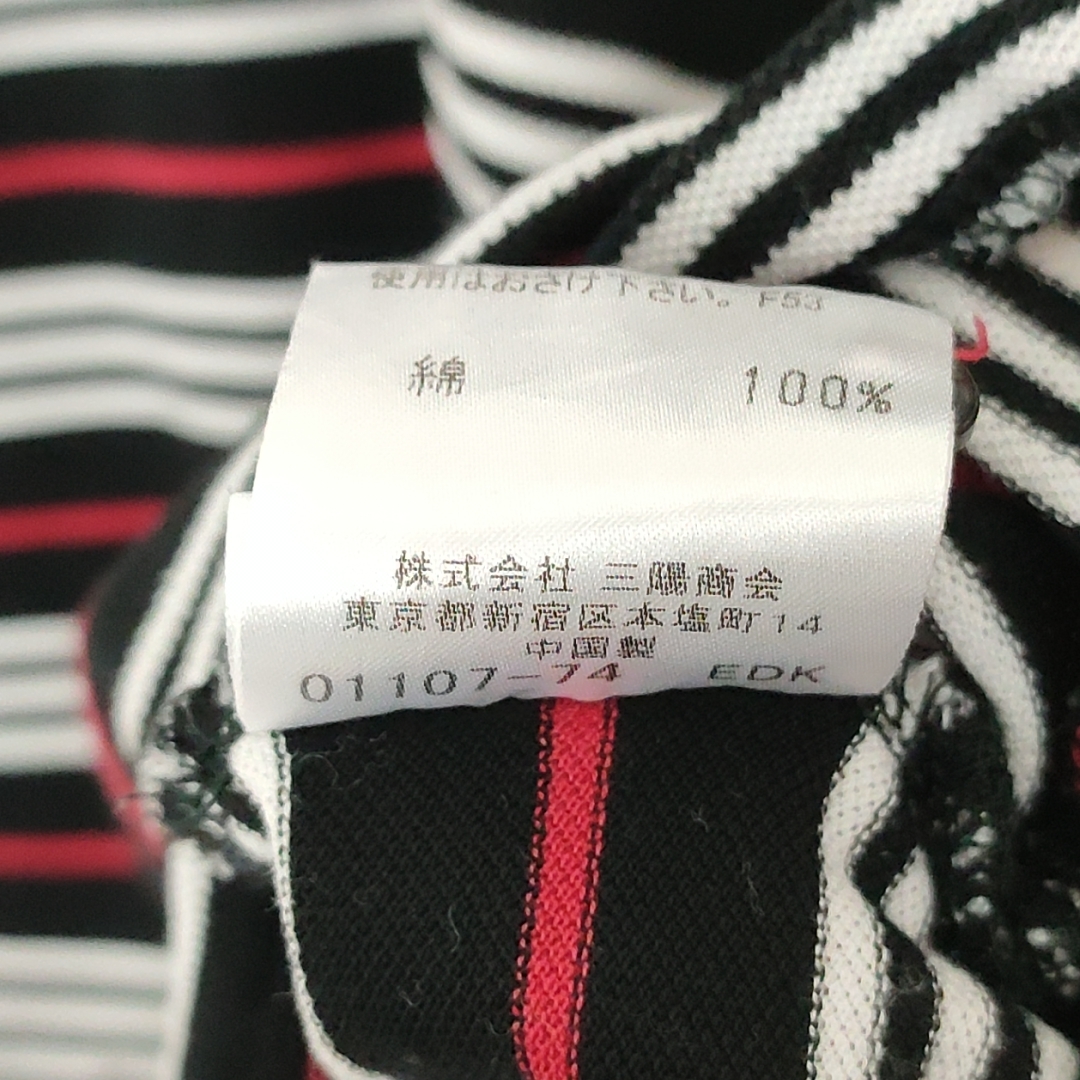 使用はおさけ下さい。 F53
綿 100%
株式会社 三陽商会
東京都新宿区本塩町14
中国製
01107-74 EDK